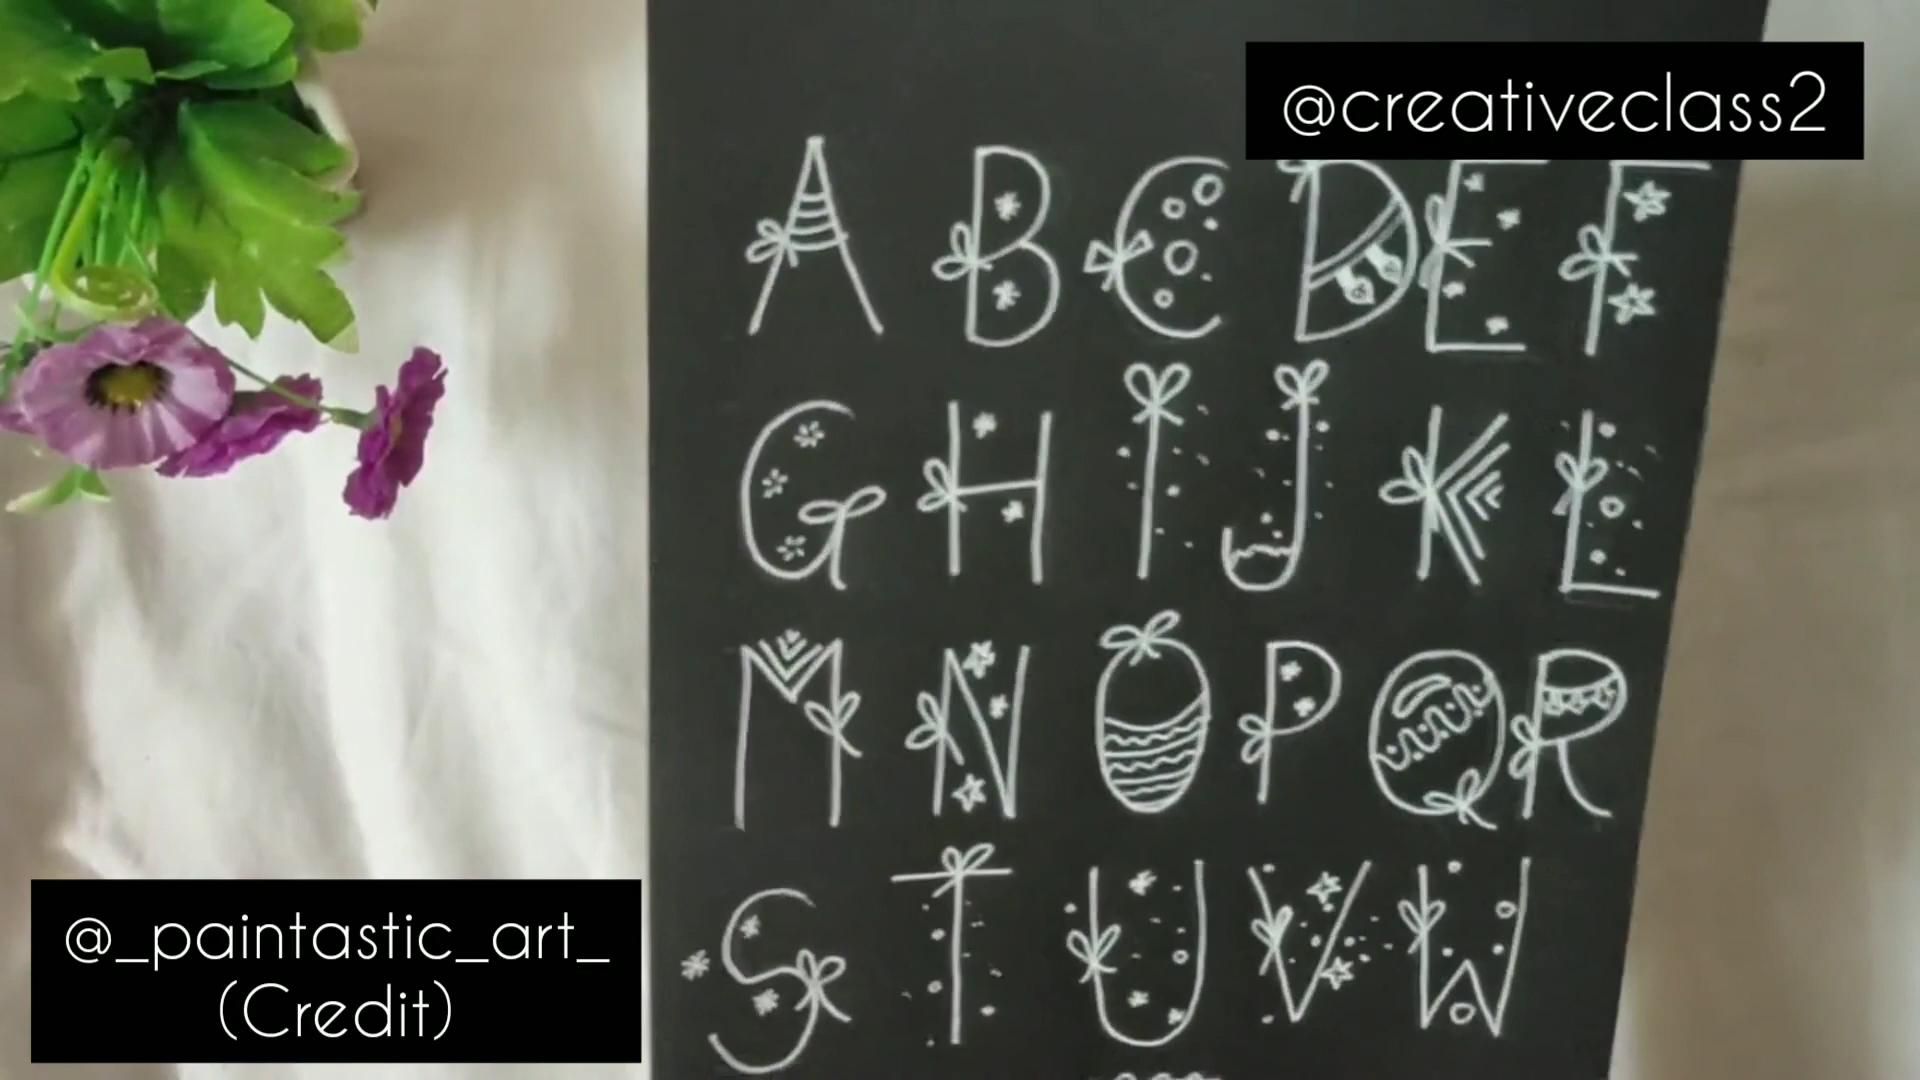 @creativeclass2
A B C D E F
G H I J K L
M N O P Q R
S T U V W
@_paintastic_art_
(Credit)